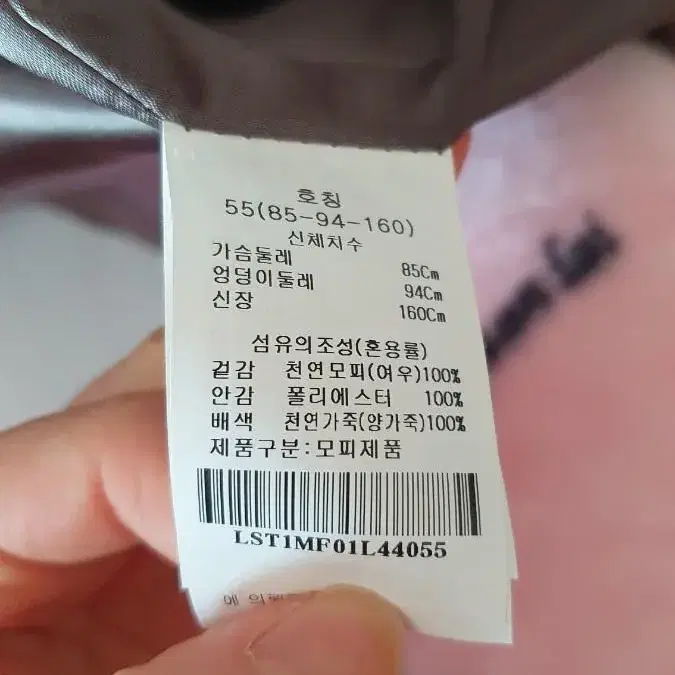 호칭
55(85-94-160)
신체치수
가슴둘레 85Cm
엉덩이둘레 94Cm
신장 160Cm
섬유의조성(혼용률)
겉감 천연모피(여우)100%
안감 폴리에스터 100%
배색 천연가죽(양가죽)100%
제품구분:모피제품
LST1MF01L44055
에 의